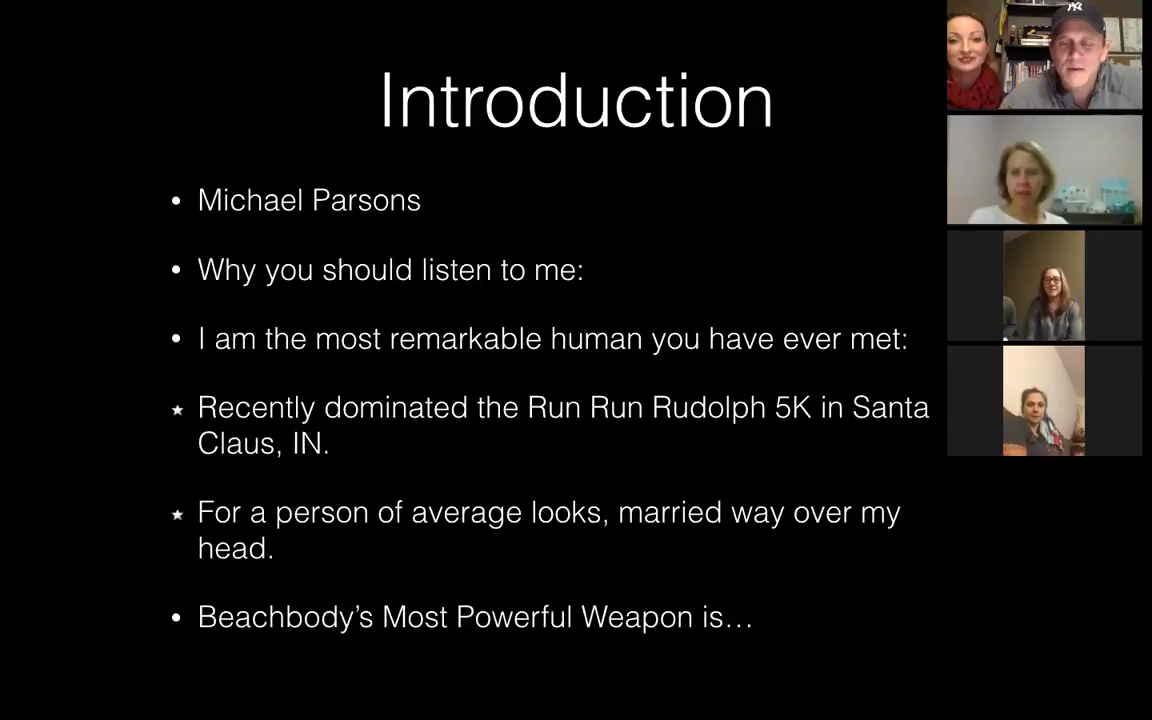 Introduction
• Michael Parsons
• Why you should listen to me:
• I am the most remarkable human you have ever met:
★ Recently dominated the Run Run Rudolph 5K in Santa
Claus, IN.
★ For a person of average looks, married way over my
head.
• Beachbody’s Most Powerful Weapon is…